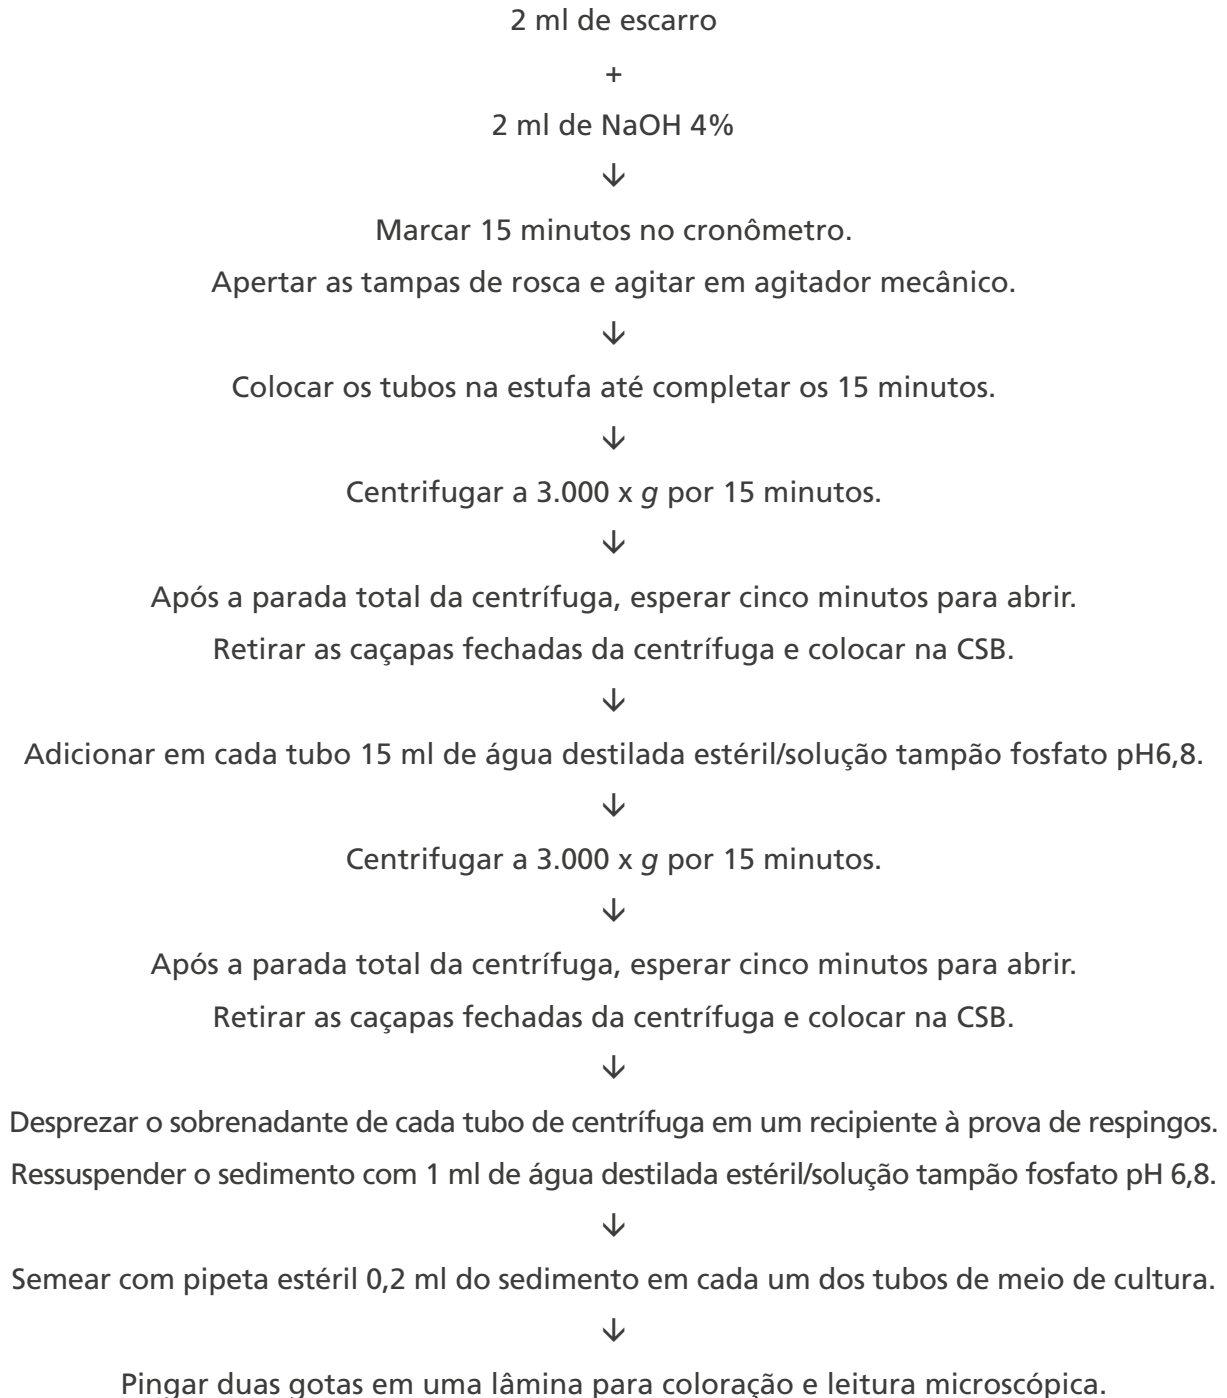 2 ml de escarro
+
2 ml de NaOH 4%
↓
Marcar 15 minutos no cronômetro.
Apertar as tampas de rosca e agitar em agitador mecânico.
↓
Colocar os tubos na estufa até completar os 15 minutos.
↓
Centrifugar a 3.000 x g por 15 minutos.
↓
Após a parada total da centrífuga, esperar cinco minutos para abrir.
Retirar as caçapas fechadas da centrífuga e colocar na CSB.
↓
Adicionar em cada tubo 15 ml de água destilada estéril/solução tampão fosfato pH6,8.
↓
Centrifugar a 3.000 x g por 15 minutos.
↓
Após a parada total da centrífuga, esperar cinco minutos para abrir.
Retirar as caçapas fechadas da centrífuga e colocar na CSB.
↓
Desprezar o sobrenadante de cada tubo de centrífuga em um recipiente à prova de respingos.
Ressuspender o sedimento com 1 ml de água destilada estéril/solução tampão fosfato pH 6,8.
↓
Semear com pipeta estéril 0,2 ml do sedimento em cada um dos tubos de meio de cultura.
↓
Pingar duas gotas em uma lâmina para coloração e leitura microscópica.